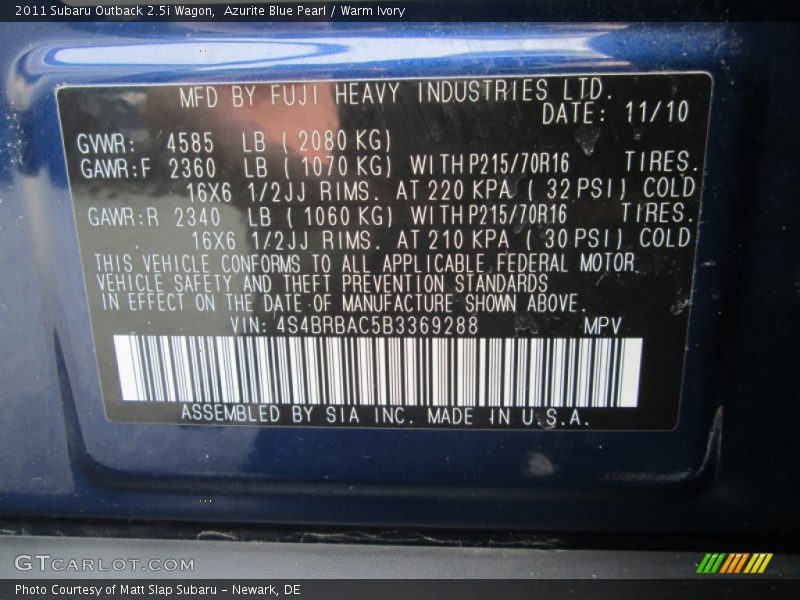 2011 Subaru Outback 2.5i Wagon,  Azurite Blue Pearl / Warm Ivory
MFD BY FUJI HEAVY INDUSTRIES LTD.
DATE: 11/10
GVWR: 4585 LB ( 2080 KG)
GAWR:F 2360 LB ( 1070 KG) WITH P215/70R16 TIRES.
16X6 1/2JJ RIMS. AT 220 KPA ( 32 PSI) COLD
GAWR:R 2340 LB ( 1060 KG) WITH P215/70R16 TIRES.
16X6 1/2JJ RIMS. AT 210 KPA ( 30 PSI) COLD
THIS VEHICLE CONFORMS TO ALL APPLICABLE FEDERAL MOTOR
VEHICLE SAFETY AND THEFT PREVENTION STANDARDS
IN EFFECT ON THE DATE OF MANUFACTURE SHOWN ABOVE.
VIN: 4S4BRBAC5B3369288 MPV
ASSEMBLED BY SIA INC. MADE IN U.S.A.
GTCARLOT.COM
Photo Courtesy of Matt Slap Subaru – Newark, DE